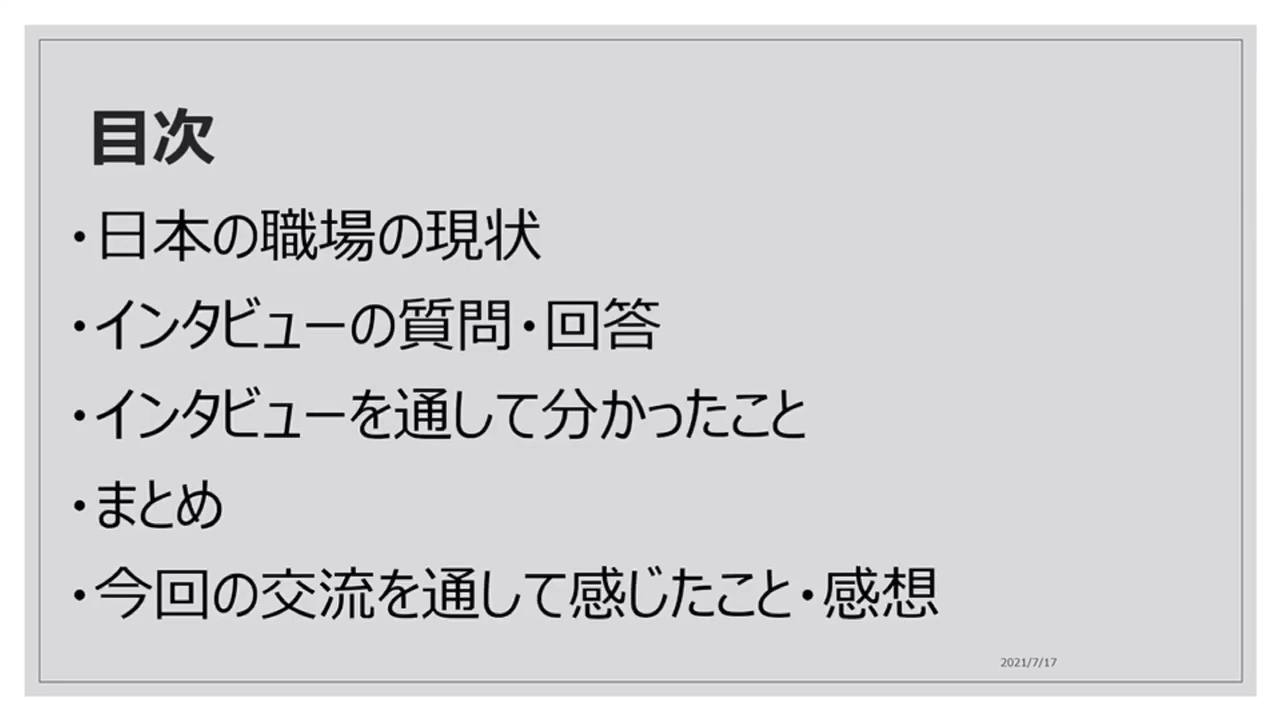 目次
・日本の職場の現状
・インタビューの質問・回答
・インタビューを通して分かったこと
・まとめ
・今回の交流を通して感じたこと・感想
2021/7/17